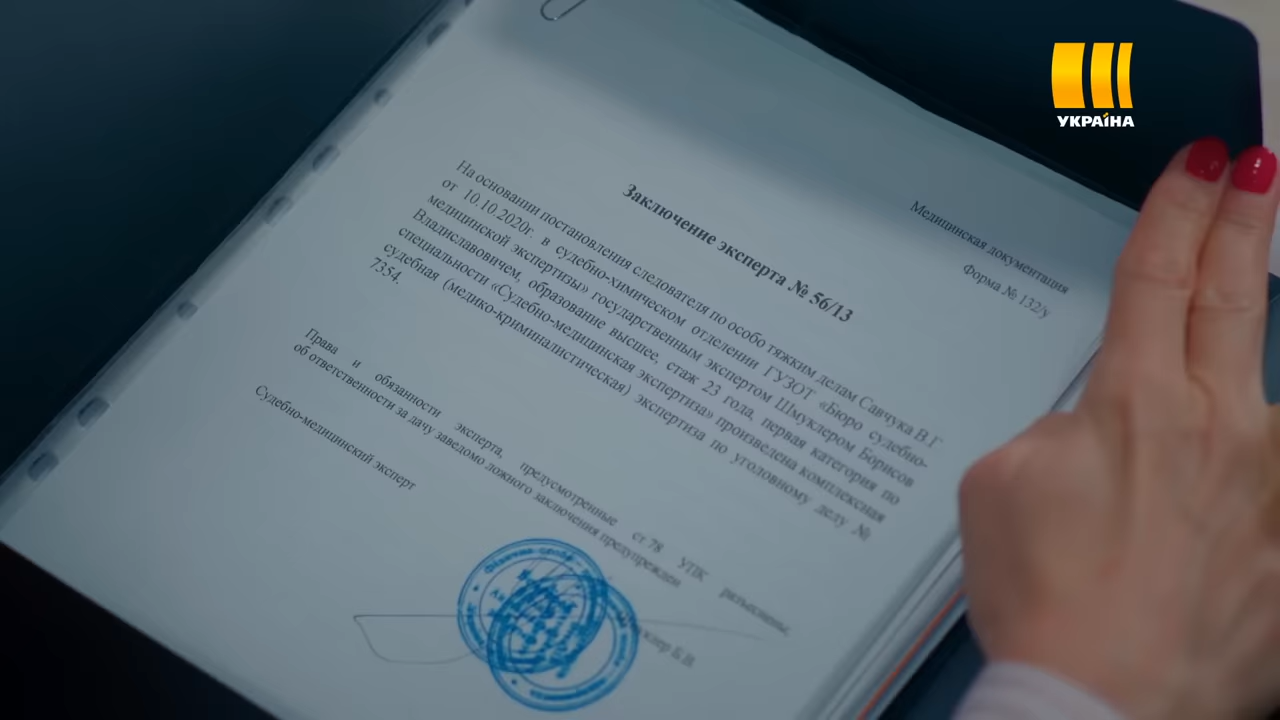 УКРАЇНА
Медицинская документация
Форма № 132/у
Заключение эксперта № 56/13
На основании постановления следователя по особо тяжким делам Савчука В.Г
от 10.10.2020г. в судебно-химическом отделении ГУЗОТ «Бюро судебно-
медицинской экспертизы» государственным экспертом Шмуклером Борисов
Владиславовичем, образование высшее, стаж 23 года, первая категория по
специальности «Судебно-медицинская экспертиза» произведена комплексная
судебная (медико-криминалистическая) экспертиза по уголовному делу №
7354.
Права и обязанности эксперта, предусмотренные ст.78 УПК разъяснены,
об ответственности за дачу заведомо ложного заключения предупрежден
Судебно-медицинский эксперт
Б.В.